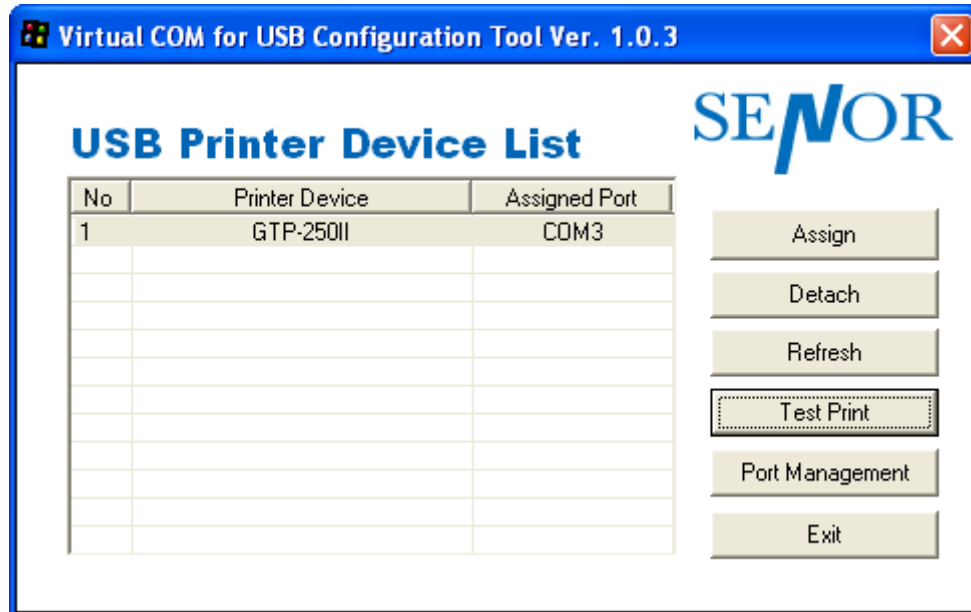 Virtual COM for USB Configuration Tool Ver. 1.0.3
SENOR
USB Printer Device List
No Printer Device Assigned Port
1 GTP-250II COM3
Assign
Detach
Refresh
Test Print
Port Management
Exit